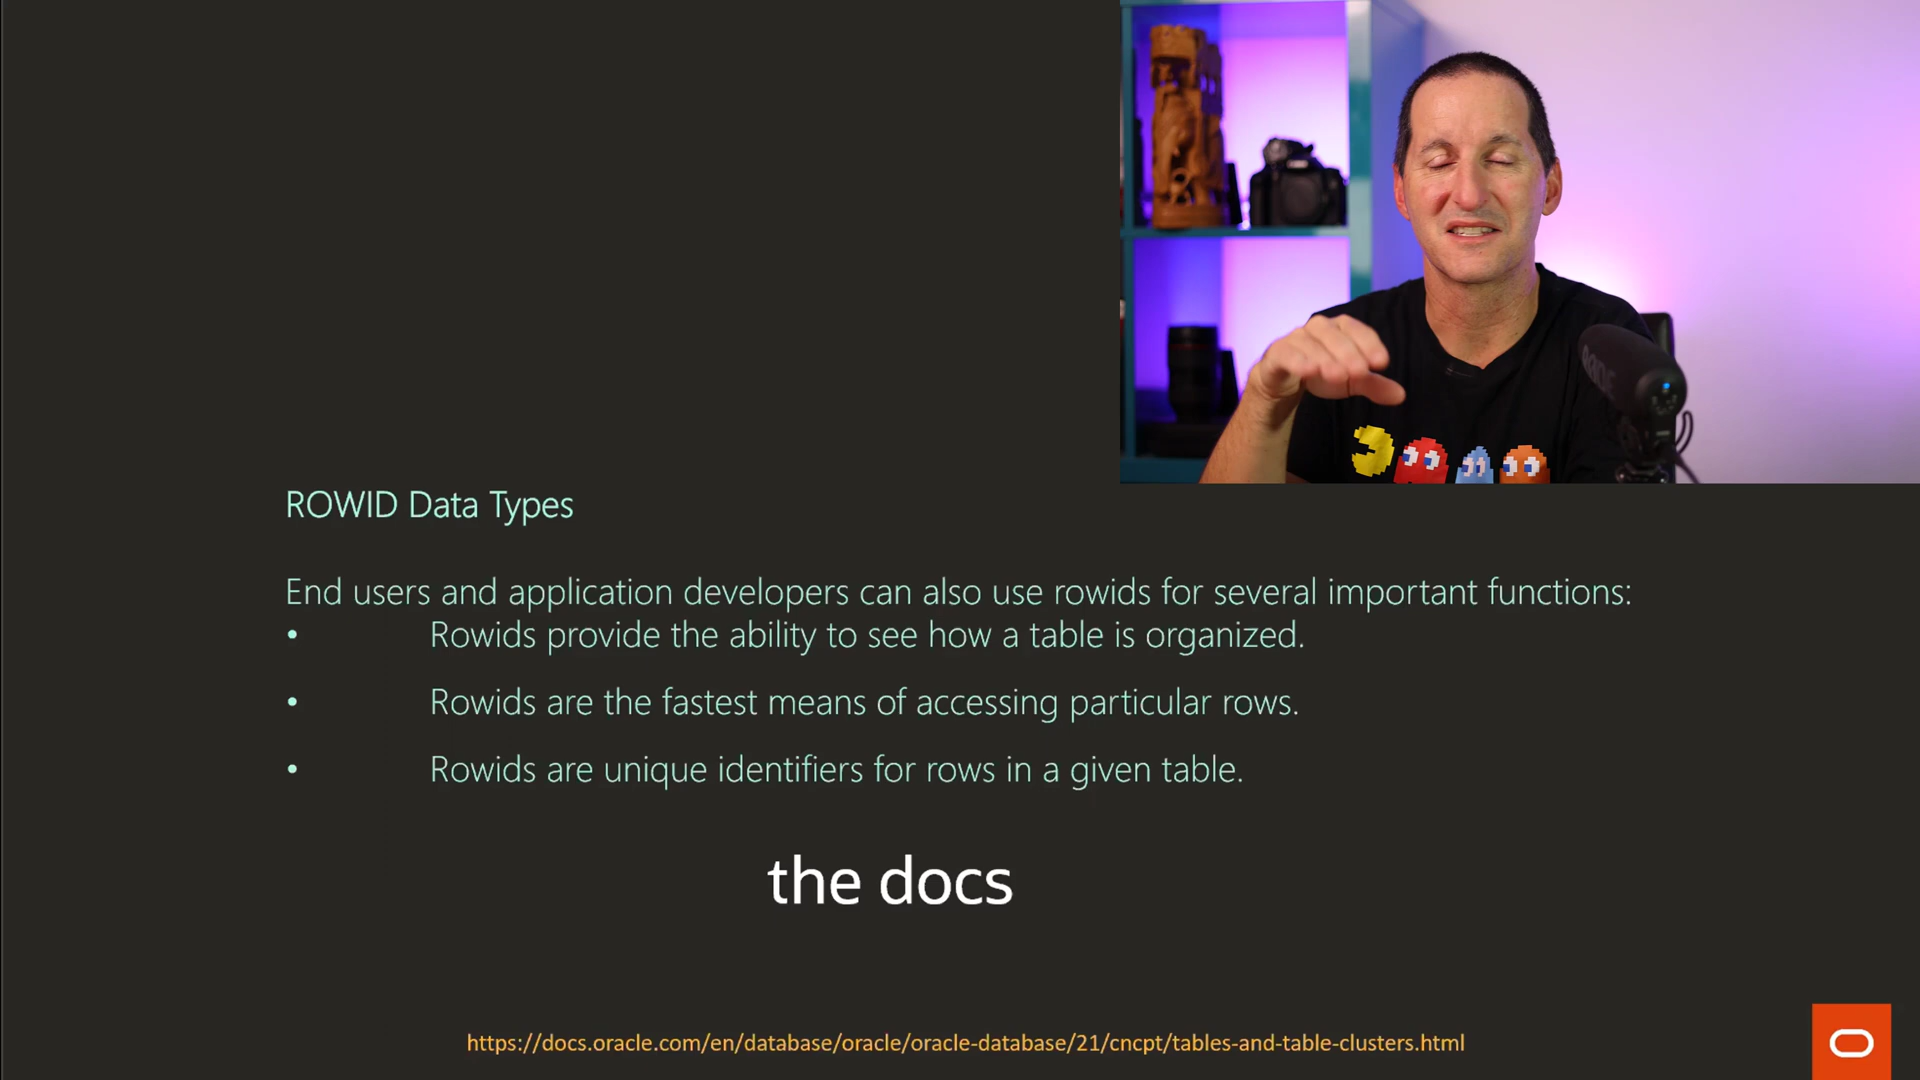 ROWID Data Types
End users and application developers can also use rowids for several important functions:
• Rowids provide the ability to see how a table is organized.
• Rowids are the fastest means of accessing particular rows.
• Rowids are unique identifiers for rows in a given table.
the docs
https://docs.oracle.com/en/database/oracle/oracle-database/21/cncpt/tables-and-table-clusters.html
RODE